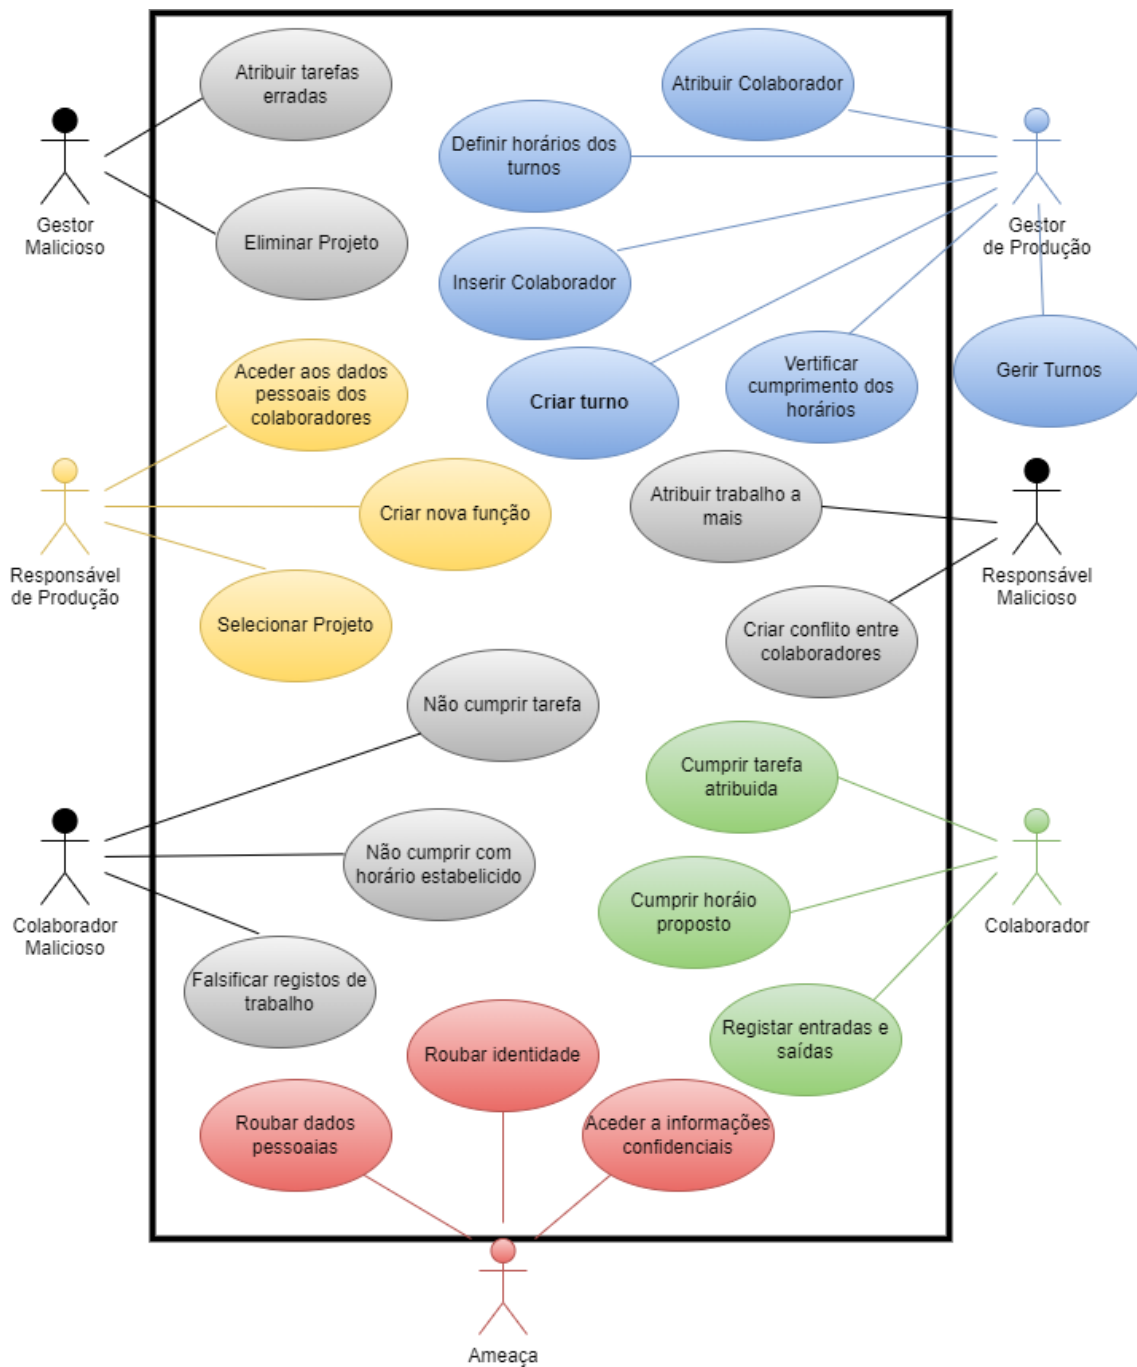 Atribuir tarefas
erradas
Atribuir Colaborador
Definir horários dos
turnos
Gestor
Malicioso
Gestor
de Produção
Eliminar Projeto
Inserir Colaborador
Aceder aos dados
pessoais dos
colaboradores
Criar turno
Vertificar
cumprimento dos
horários
Gerir Turnos
Atribuir trabalho a
mais
Criar nova função
Responsável
de Produção
Responsável
Malicioso
Selecionar Projeto
Criar conflito entre
colaboradores
Não cumprir tarefa
Cumprir tarefa
atribuida
Não cumprir com
horário estabelicido
Cumprir horáio
proposto
Colaborador
Malicioso
Colaborador
Falsificar registos de
trabalho
Registar entradas e
saídas
Roubar identidade
Roubar dados
pessoaias
Aceder a informações
confidenciais
Ameaça